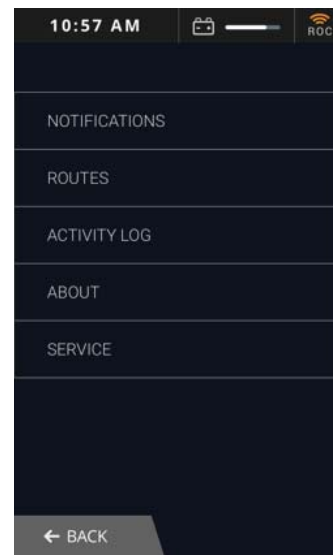 10:57 AM
ROC
NOTIFICATIONS
ROUTES
ACTIVITY LOG
ABOUT
SERVICE
← BACK